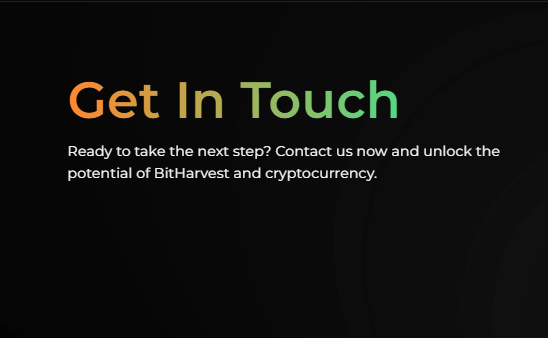 Get In Touch
Ready to take the next step? Contact us now and unlock the
potential of BitHarvest and cryptocurrency.